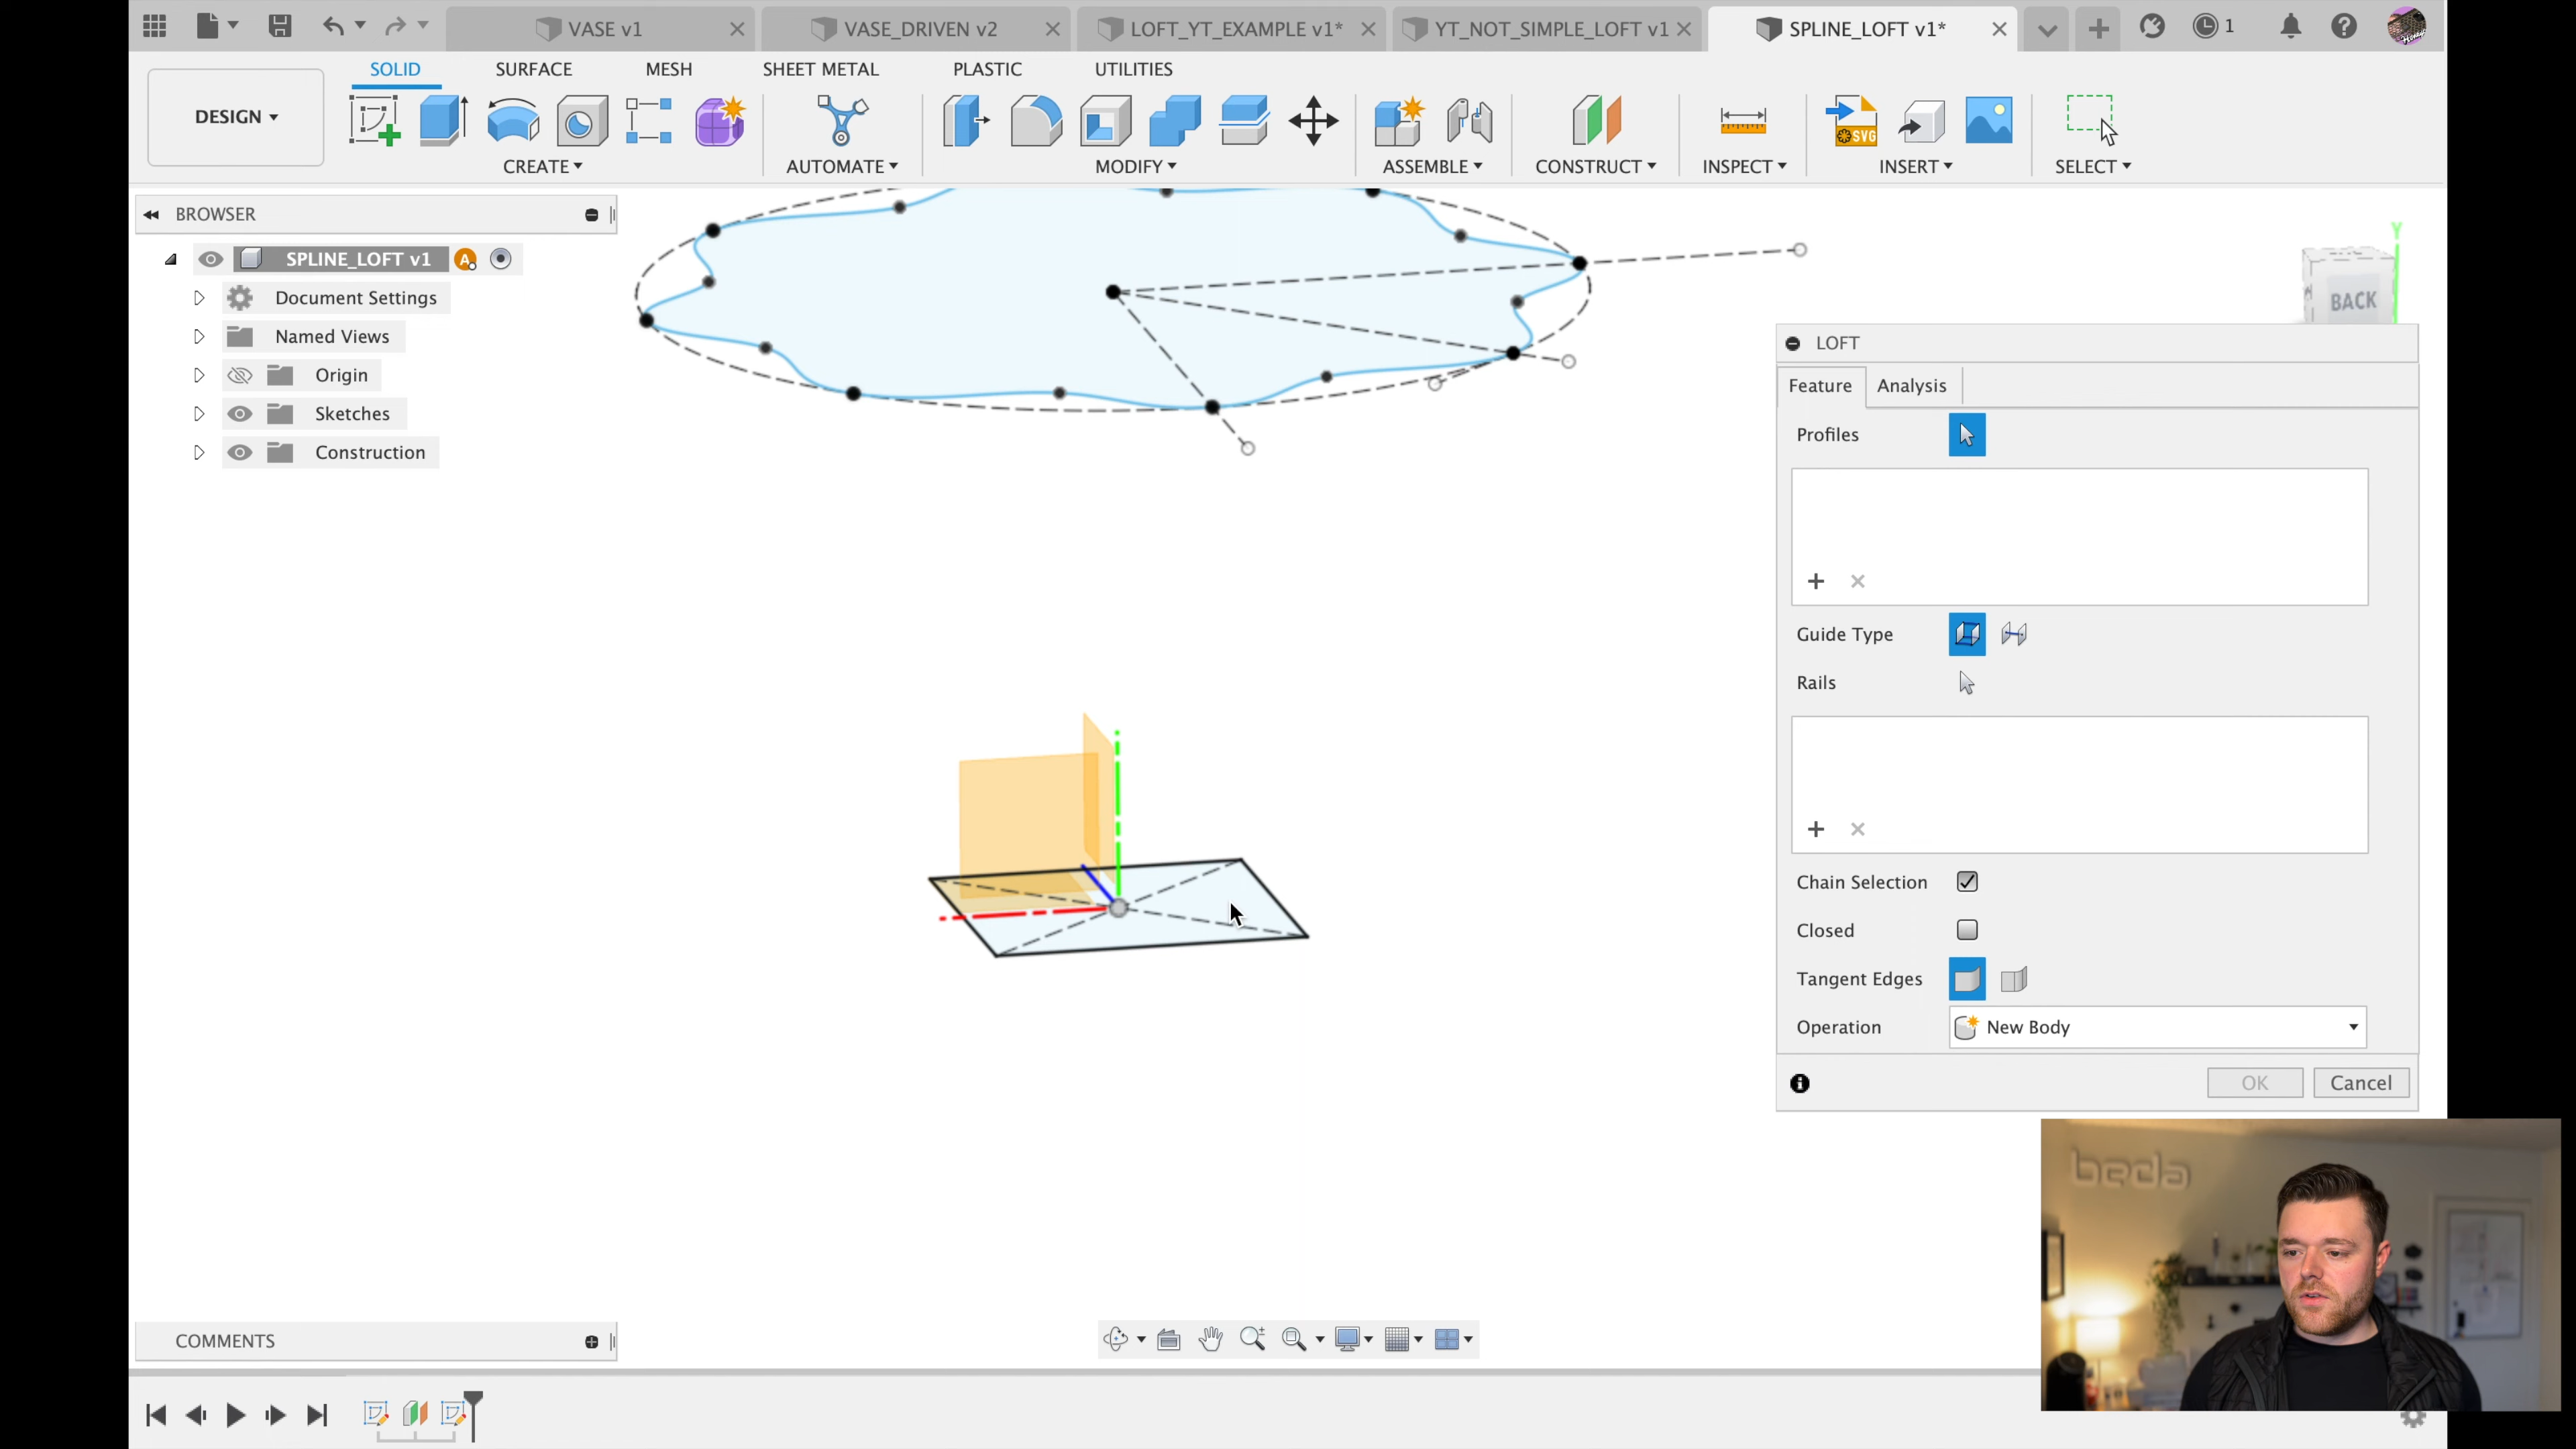 VASE v1
VASE_DRIVEN v2
LOFT_YT_EXAMPLE v1*
YT_NOT_SIMPLE_LOFT v1
SPLINE_LOFT v1*
1
SOLID
SURFACE
MESH
SHEET METAL
PLASTIC
UTILITIES
DESIGN
CREATE
AUTOMATE
MODIFY
ASSEMBLE
CONSTRUCT
INSPECT
SVG
INSERT
SELECT
BROWSER
SPLINE_LOFT v1
A
Document Settings
Named Views
Origin
Sketches
Construction
Y
BACK
LOFT
Feature
Analysis
Profiles
Guide Type
Rails
Chain Selection
Closed
Tangent Edges
Operation
New Body
OK
Cancel
beda
COMMENTS